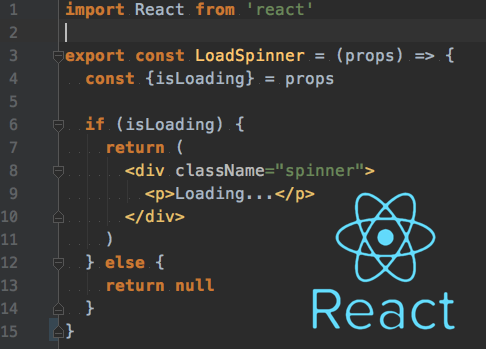 1 import React from 'react'
2
3 export const LoadSpinner = (props) => {
4 const {isLoading} = props
5
6 if (isLoading) {
7 return (
8 <div className="spinner">
9 <p>Loading...</p>
10 </div>
11 )
12 } else {
13 return null
14 }
15 }
React